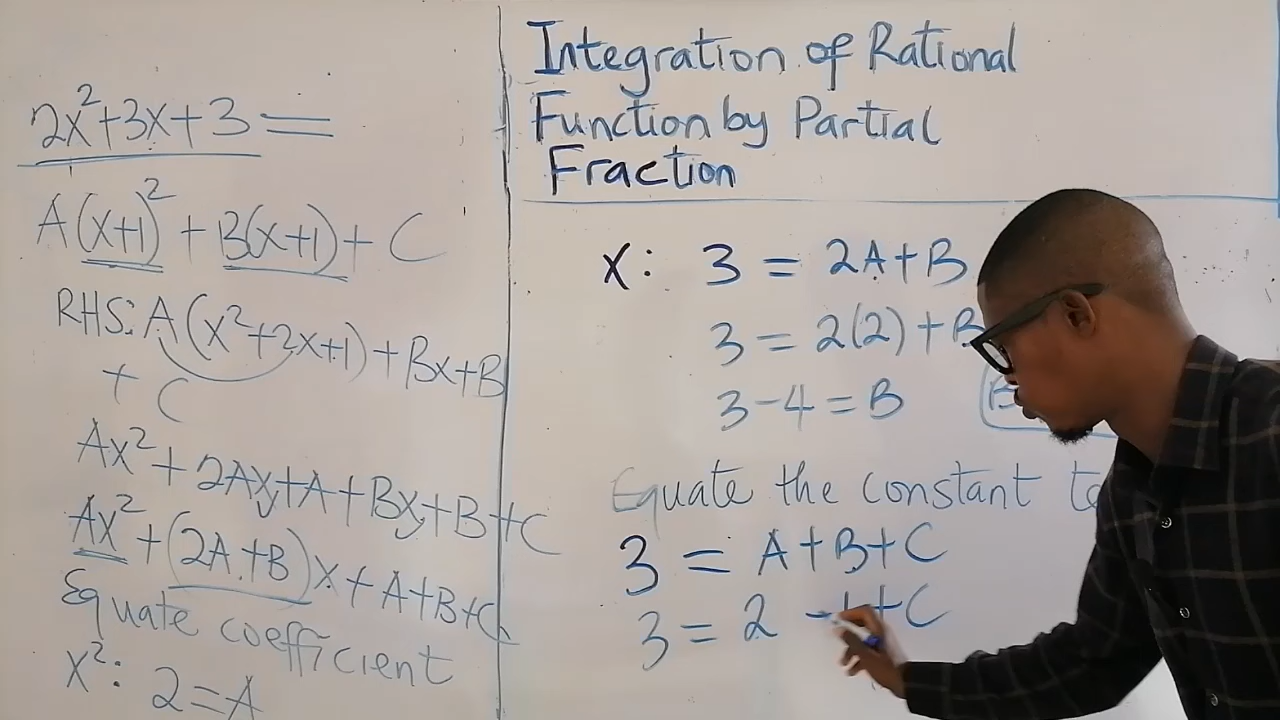 2x²+3x+3 =
A(x+1)² + B(x+1) + C
RHS: A(x²+2x+1) + Bx+B
+ C
Ax² + 2Ax+A+Bx+B+C
Ax² + (2A+B)x + A+B+C
Equate coefficient
x²: 2=A
Integration of Rational
Function by Partial
Fraction
x: 3 = 2A+B
3 = 2(2)+B
3-4 = B
Equate the constant
3 = A+B+C
3 = 2 -1+C